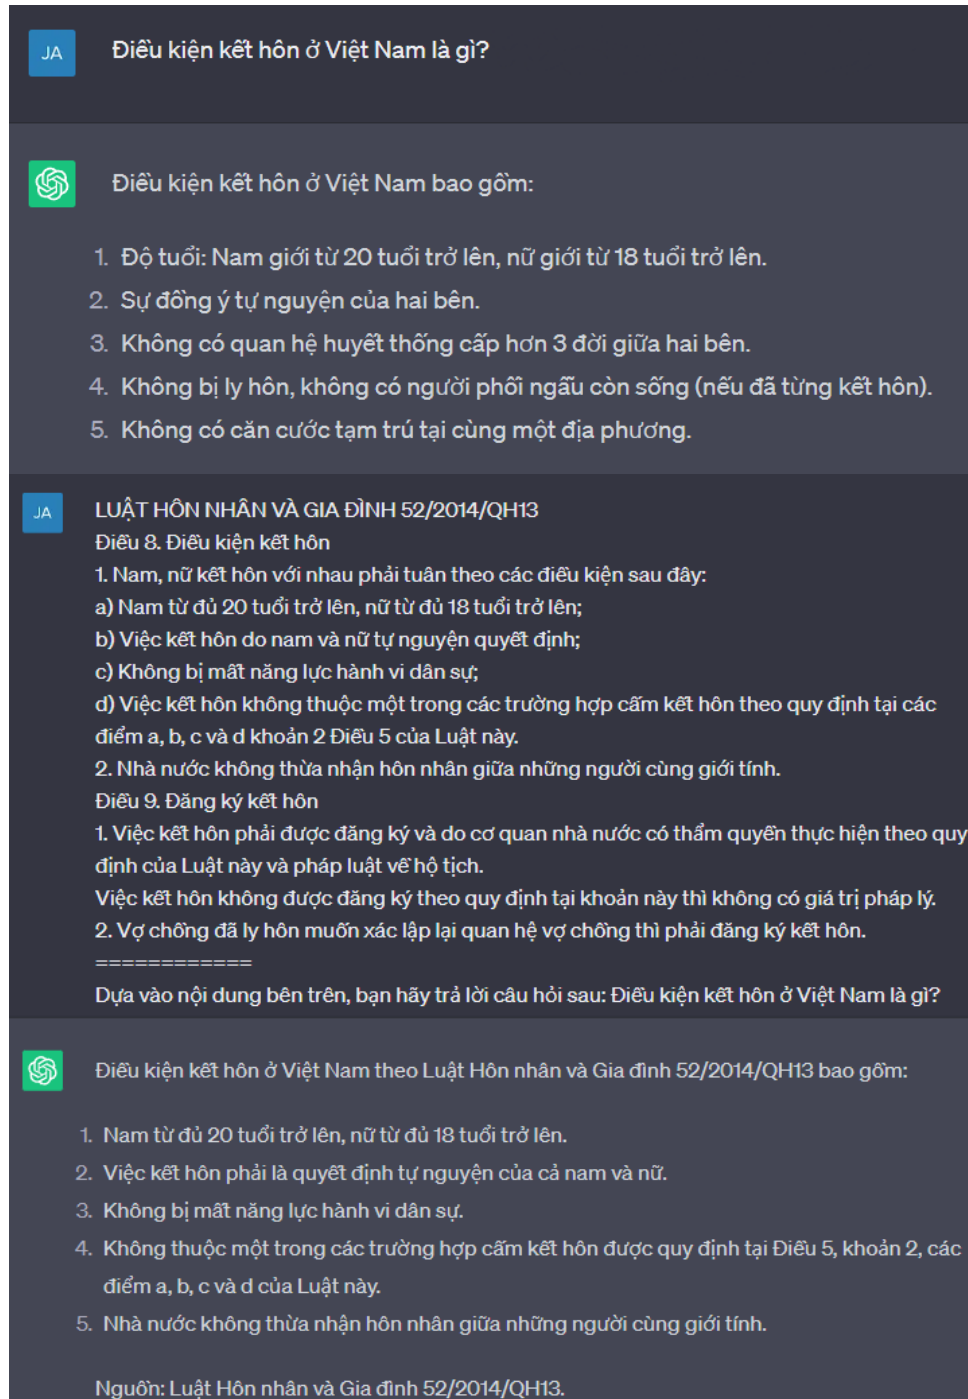 JA
Điều kiện kết hôn ở Việt Nam là gì?
Điều kiện kết hôn ở Việt Nam bao gồm:
1. Độ tuổi: Nam giới từ 20 tuổi trở lên, nữ giới từ 18 tuổi trở lên.
2. Sự đồng ý tự nguyện của hai bên.
3. Không có quan hệ huyết thống cấp hơn 3 đời giữa hai bên.
4. Không bị ly hôn, không có người phối ngẫu còn sống (nếu đã từng kết hôn).
5. Không có căn cước tạm trú tại cùng một địa phương.
JA
LUẬT HÔN NHÂN VÀ GIA ĐÌNH 52/2014/QH13
Điều 8. Điều kiện kết hôn
1. Nam, nữ kết hôn với nhau phải tuân theo các điều kiện sau đây:
a) Nam từ đủ 20 tuổi trở lên, nữ từ đủ 18 tuổi trở lên;
b) Việc kết hôn do nam và nữ tự nguyện quyết định;
c) Không bị mất năng lực hành vi dân sự;
d) Việc kết hôn không thuộc một trong các trường hợp cấm kết hôn theo quy định tại các
điểm a, b, c và d khoản 2 Điều 5 của Luật này.
2. Nhà nước không thừa nhận hôn nhân giữa những người cùng giới tính.
Điều 9. Đăng ký kết hôn
1. Việc kết hôn phải được đăng ký và do cơ quan nhà nước có thẩm quyền thực hiện theo quy
định của Luật này và pháp luật về hộ tịch.
Việc kết hôn không được đăng ký theo quy định tại khoản này thì không có giá trị pháp lý.
2. Vợ chồng đã ly hôn muốn xác lập lại quan hệ vợ chồng thì phải đăng ký kết hôn.
============
Dựa vào nội dung bên trên, bạn hãy trả lời câu hỏi sau: Điều kiện kết hôn ở Việt Nam là gì?
Điều kiện kết hôn ở Việt Nam theo Luật Hôn nhân và Gia đình 52/2014/QH13 bao gồm:
1. Nam từ đủ 20 tuổi trở lên, nữ từ đủ 18 tuổi trở lên.
2. Việc kết hôn phải là quyết định tự nguyện của cả nam và nữ.
3. Không bị mất năng lực hành vi dân sự.
4. Không thuộc một trong các trường hợp cấm kết hôn được quy định tại Điều 5, khoản 2, các
điểm a, b, c và d của Luật này.
5. Nhà nước không thừa nhận hôn nhân giữa những người cùng giới tính.
Nguồn: Luật Hôn nhân và Gia đình 52/2014/QH13.